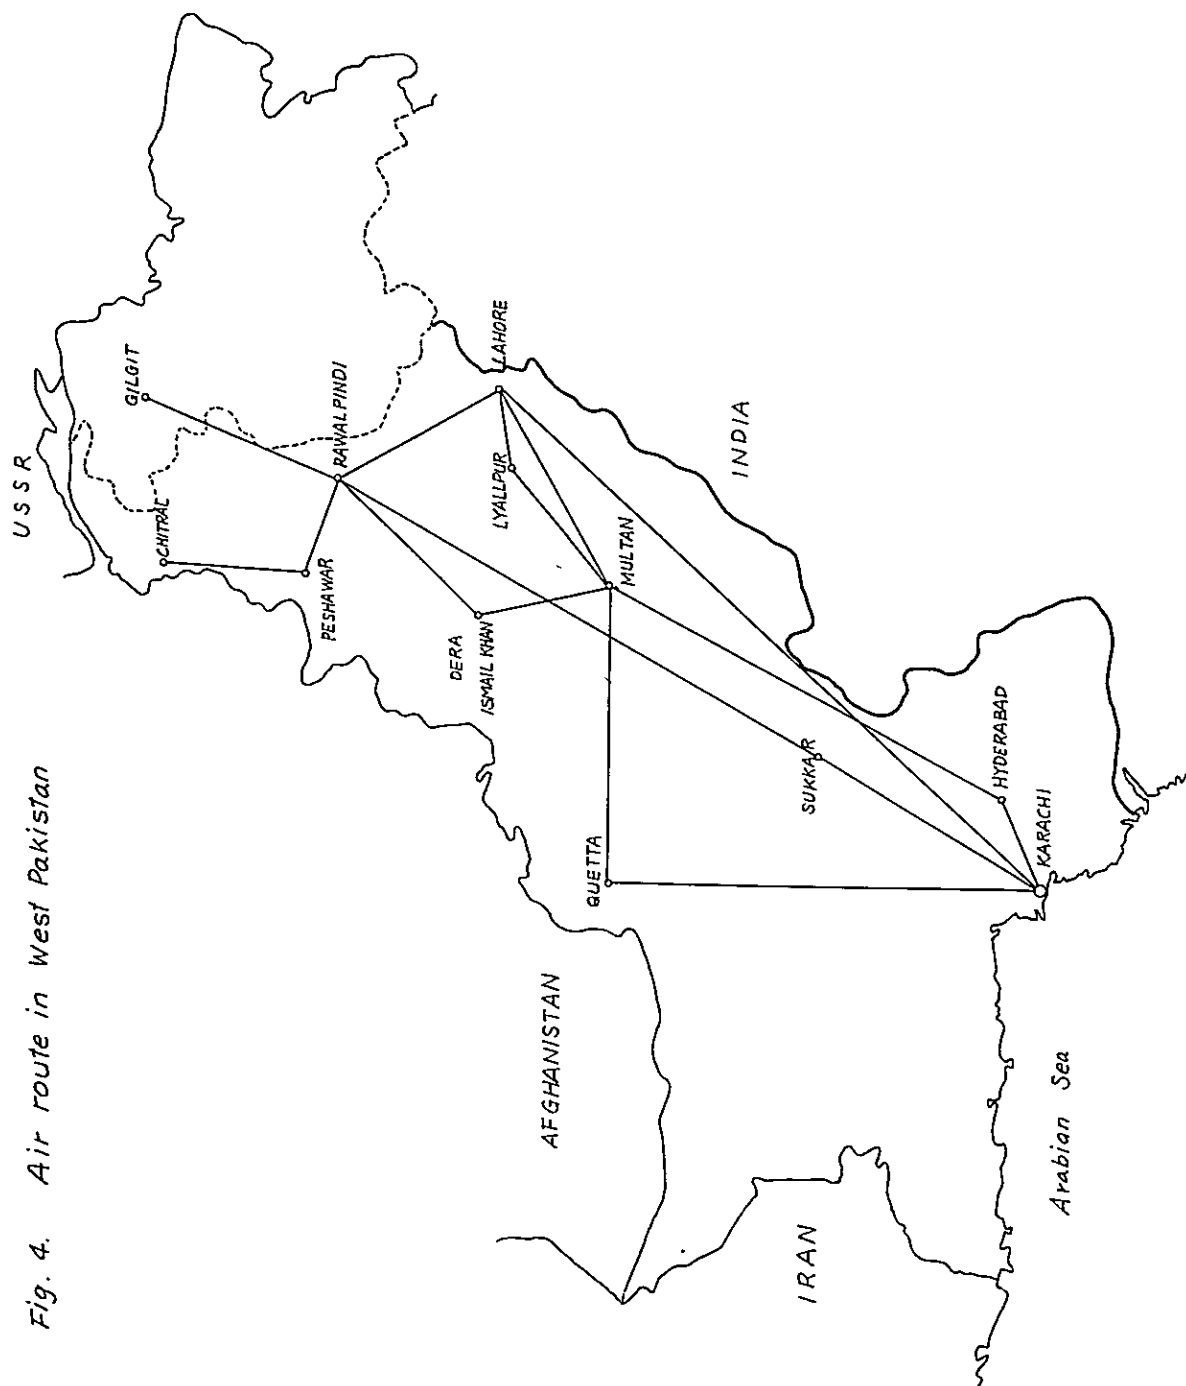 Fig. 4. Air route in West Pakistan
USSR
GILGIT
CHITRAL
RAWALPINDI
PESHAWAR
LAHORE
LYALLPUR
DERA
ISMAIL KHAN
MULTAN
INDIA
AFGHANISTAN
QUETTA
SUKKAR
HYDERABAD
KARACHI
IRAN
Arabian Sea